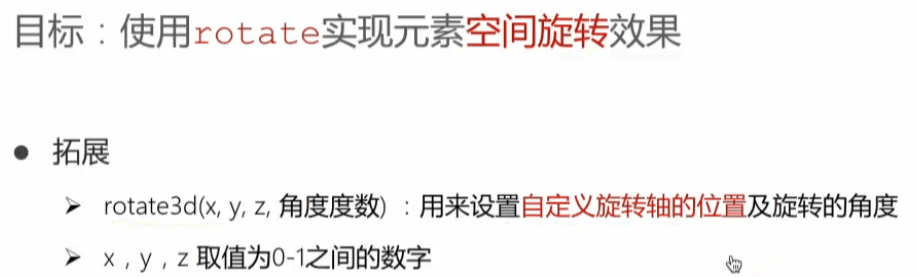 目标：使用rotate实现元素空间旋转效果
● 拓展
➢ rotate3d(x, y, z, 角度度数) ：用来设置自定义旋转轴的位置及旋转的角度
➢ x，y，z 取值为0-1之间的数字